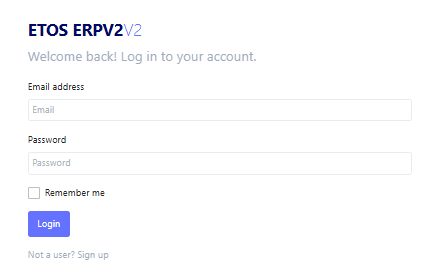 ETOS ERPV2V2
Welcome back! Log in to your account.
Email address
Email
Password
Password
Remember me
Login
Not a user? Sign up